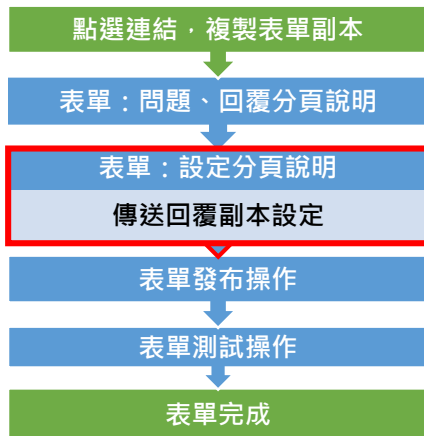 點選連結，複製表單副本
表單：問題、回覆分頁說明
表單：設定分頁說明
傳送回覆副本設定
表單發布操作
表單測試操作
表單完成